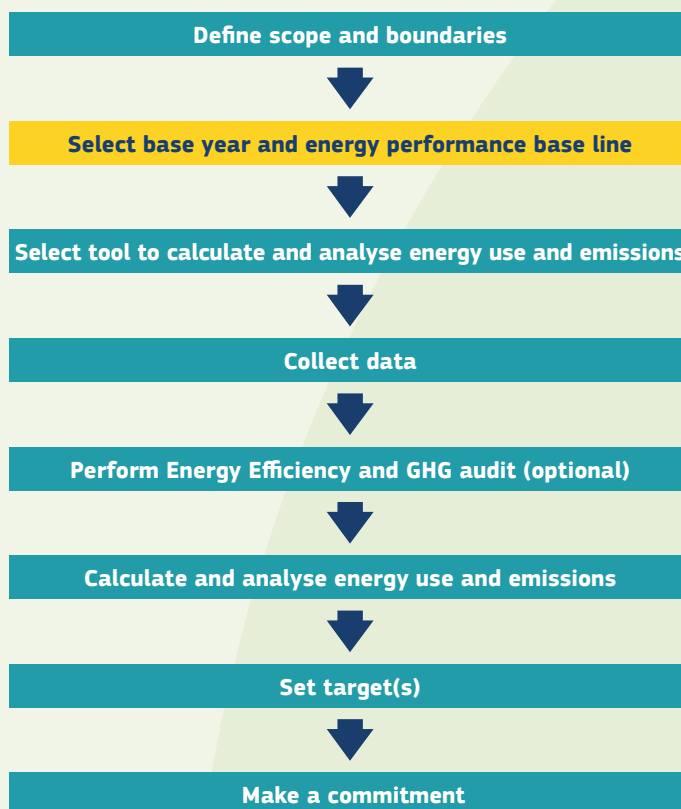 Define scope and boundaries
Select base year and energy performance base line
Select tool to calculate and analyse energy use and emissions
Collect data
Perform Energy Efficiency and GHG audit (optional)
Calculate and analyse energy use and emissions
Set target(s)
Make a commitment